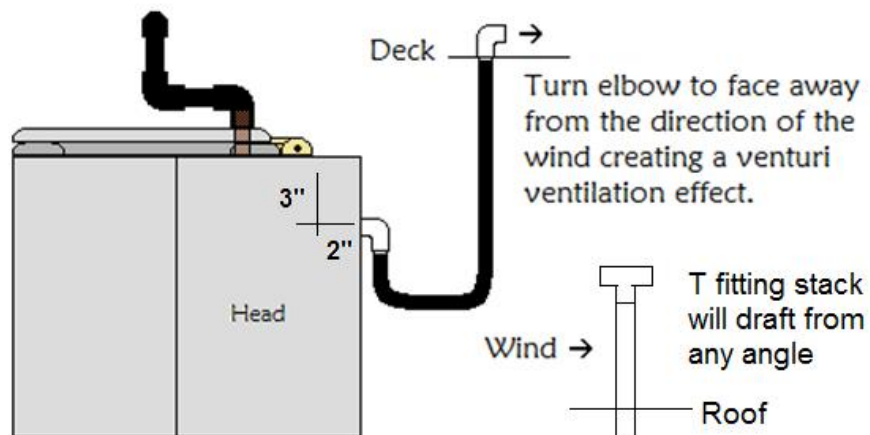 Deck
→
Turn elbow to face away
from the direction of the
wind creating a venturi
ventilation effect.
3"
2"
Head
T fitting stack
will draft from
any angle
Wind →
Roof